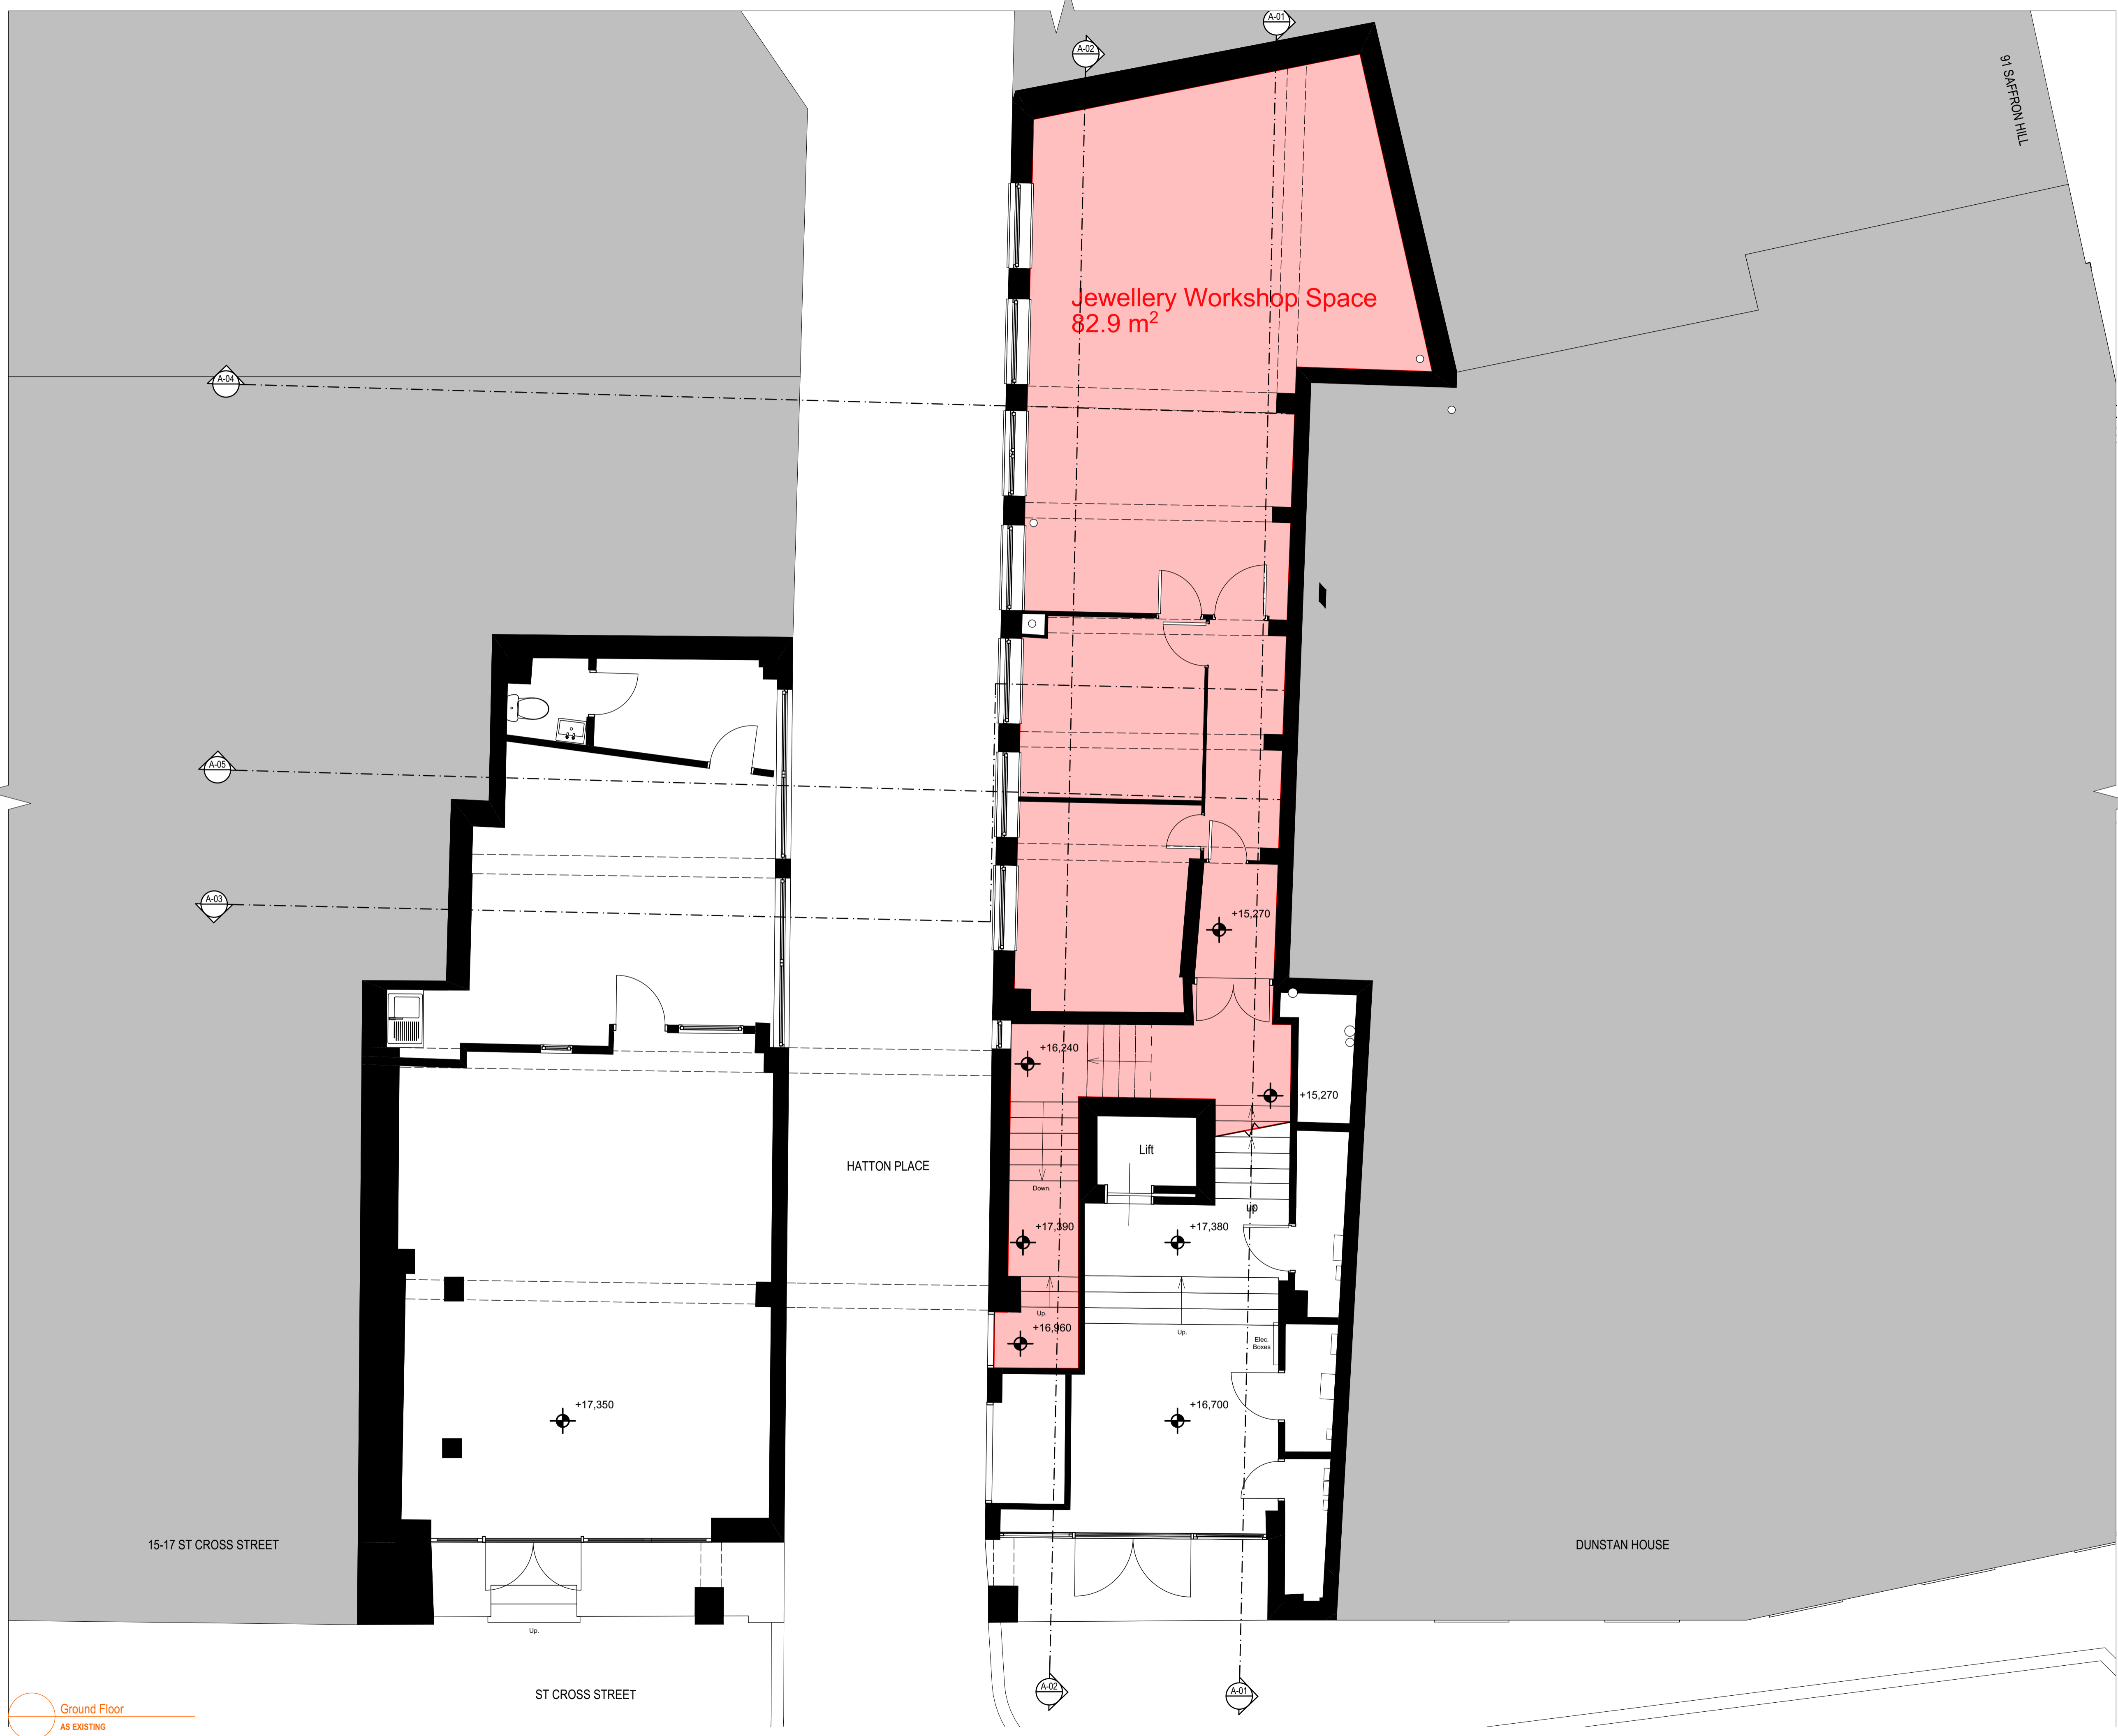 A-01
A-02
91 SAFFRON HILL
Jewellery Workshop Space
82.9 m²
A-04
A-05
A-03
+15,270
+16,240
+15,270
Lift
HATTON PLACE
Down.
up
+17,390
+17,380
Up.
+16,960
Up.
Elec.
Boxes
+17,350
+16,700
15-17 ST CROSS STREET
DUNSTAN HOUSE
Up.
A-02
A-01
ST CROSS STREET
Ground Floor
AS EXISTING